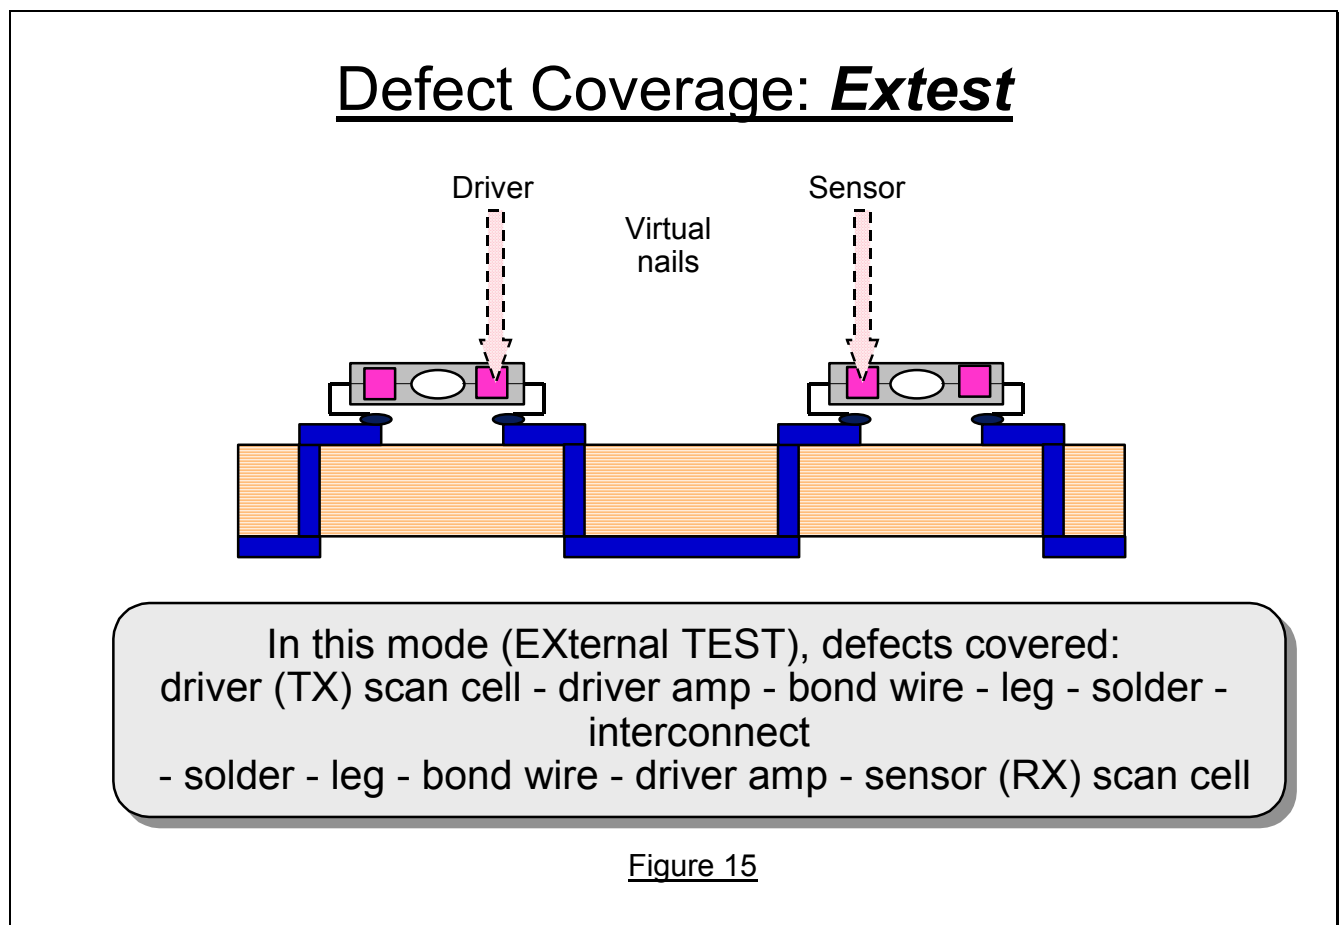 Defect Coverage: Extest
Driver
Sensor
Virtual
nails
In this mode (EXternal TEST), defects covered:
driver (TX) scan cell - driver amp - bond wire - leg - solder -
interconnect
- solder - leg - bond wire - driver amp - sensor (RX) scan cell
Figure 15